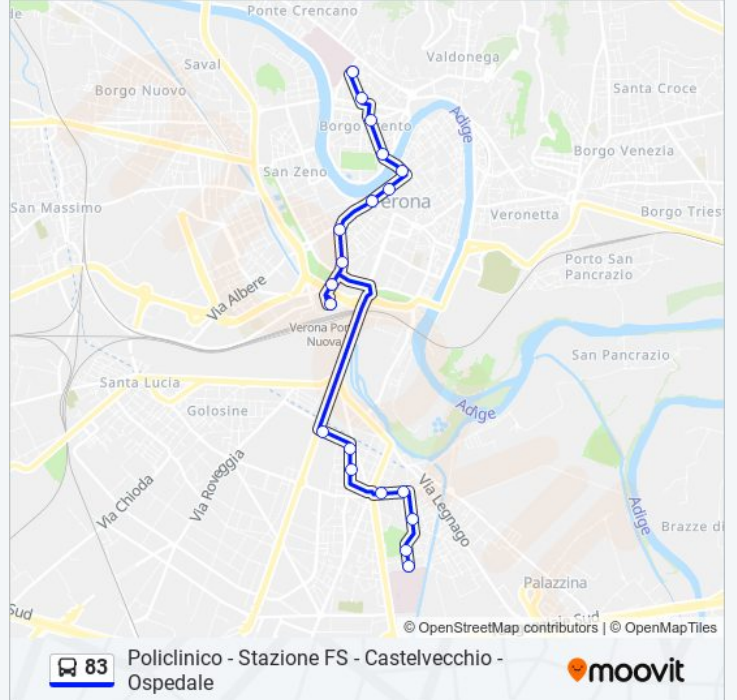 Ponte Crencano
Saval
Valdonega
Borgo Nuovo
Santa Croce
Adige
Borgo Trento
Borgo Venezia
San Zeno
San Massimo
Verona
Veronetta
Borgo Triest
Via Albere
Porto San
Pancrazio
Verona Porta
Nuova
San Pancrazio
Santa Lucia
Golosine
Adige
Via Roveggia
Via Chioda
Via Legnago
Adige
Brazze di
Palazzina
Sud
Sud
© OpenStreetMap contributors | © OpenMapTiles
83
Policlinico - Stazione FS - Castelvecchio -
Ospedale
moovit